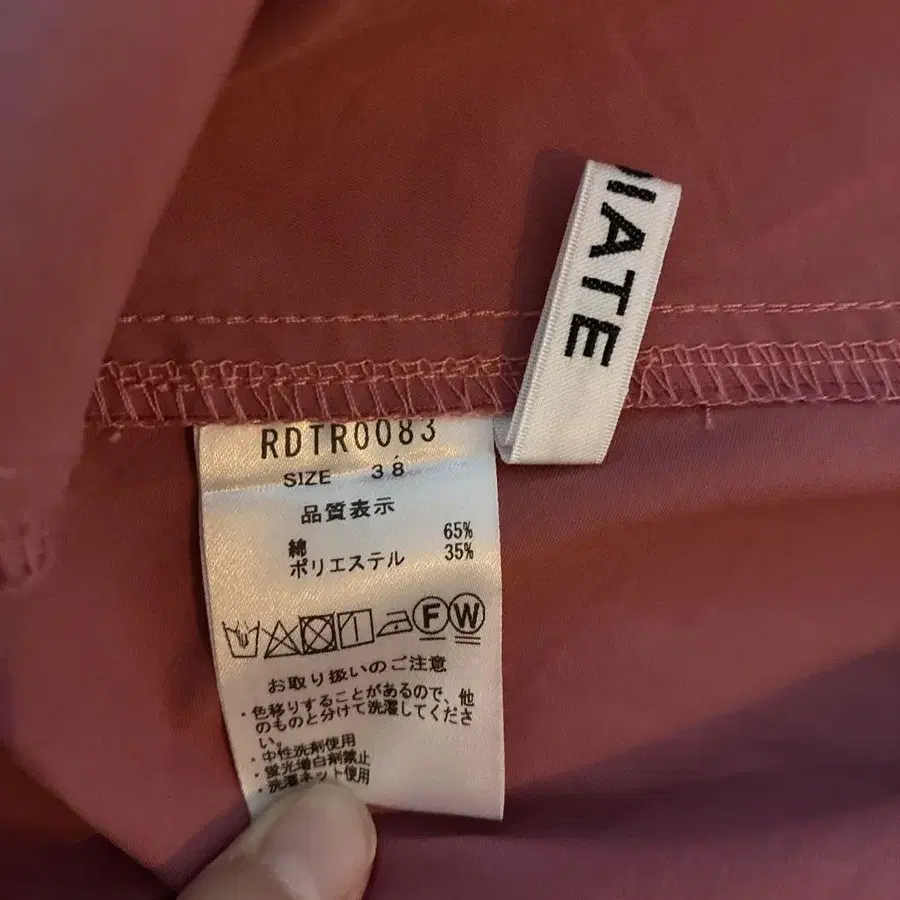 IATE
RDTR0083
SIZE 38
品質表示
綿 65%
ポリエステル 35%
F W
お取り扱いのご注意
・色移りすることがあるので、他
のものと分けて洗濯してくださ
い。
・中性洗剤使用
・蛍光増白剤禁止
・洗濯ネット使用